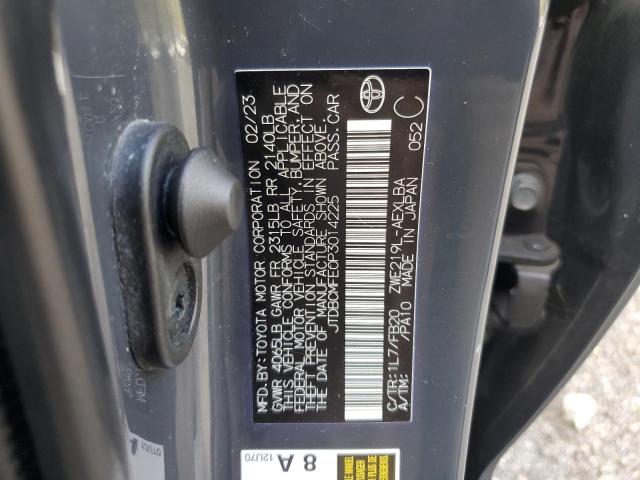 MFD.BY:TOYOTA MOTOR CORPORATION 02/23
GVWR 4065LB GAWR FR 2315LB RR 2140LB
THIS VEHICLE CONFORMS TO ALL APPLICABLE
FEDERAL MOTOR VEHICLE SAFETY,BUMPER,AND
THEFT PREVENTION STANDARDS IN EFFECT ON
THE DATE OF MANUFACTURE SHOWN ABOVE.
JTDBCMFE0P3014225 PASS.CAR
C/TR:1L7/FB20 ZWE219L-AEXLBA
A/TM: /PA10 MADE IN JAPAN 052 C
8 A
12U70